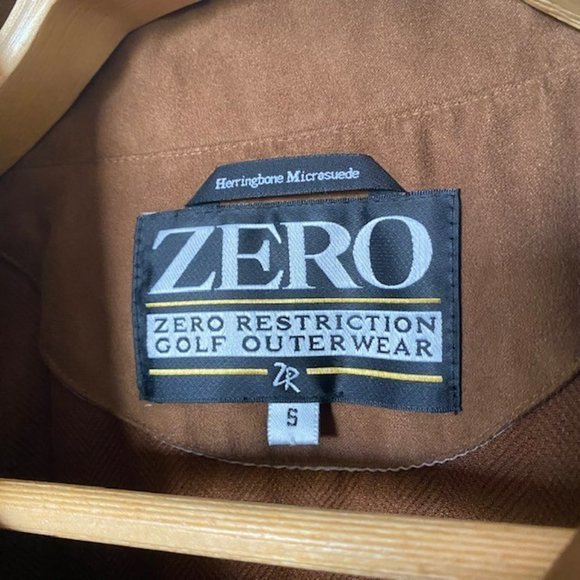 Herringbone Microsuede
ZERO
ZERO RESTRICTION
GOLF OUTERWEAR
ZR
S